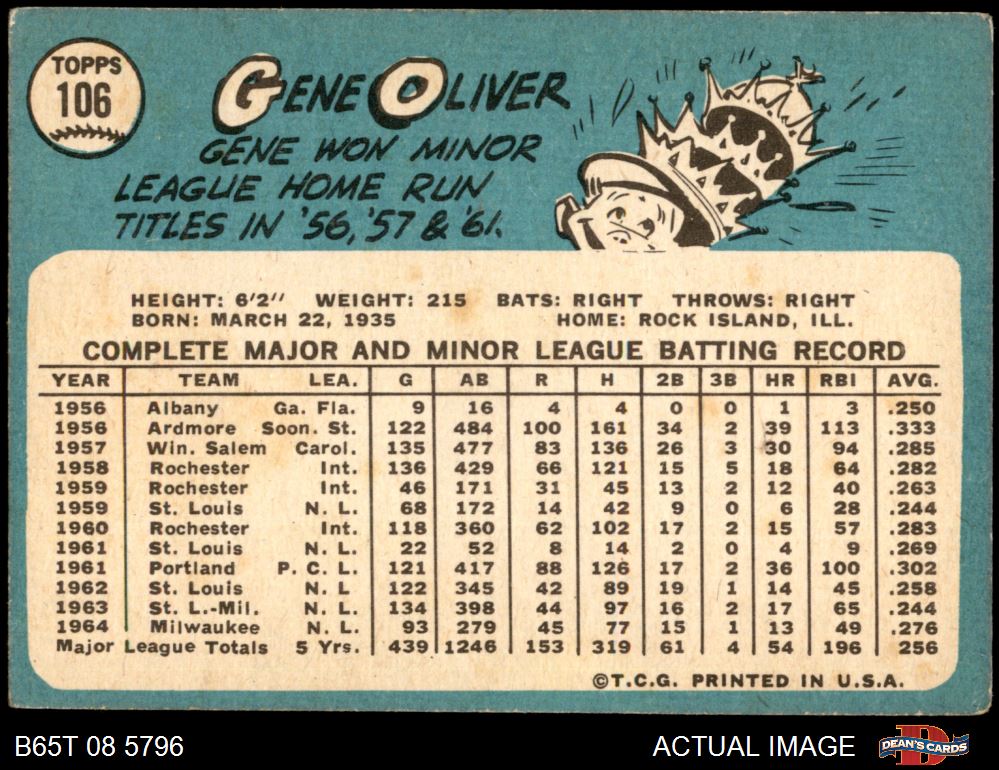 TOPPS
106
GENE OLIVER
GENE WON MINOR
LEAGUE HOME RUN
TITLES IN '56, '57 & '61.
HEIGHT: 6'2" WEIGHT: 215 BATS: RIGHT THROWS: RIGHT
BORN: MARCH 22, 1935 HOME: ROCK ISLAND, ILL.
COMPLETE MAJOR AND MINOR LEAGUE BATTING RECORD
YEAR TEAM LEA. G AB R H 2B 3B HR RBI AVG.
1956 Albany Ga. Fla. 9 16 4 4 0 0 1 3 .250
1956 Ardmore Soon. St. 122 484 100 161 34 2 39 113 .333
1957 Win. Salem Carol. 135 477 83 136 26 3 30 94 .285
1958 Rochester Int. 136 429 66 121 15 5 18 64 .282
1959 Rochester Int. 46 171 31 45 13 2 12 40 .263
1959 St. Louis N. L. 68 172 14 42 9 0 6 28 .244
1960 Rochester Int. 118 360 62 102 17 2 15 57 .283
1961 St. Louis N. L. 22 52 8 14 2 0 4 9 .269
1961 Portland P. C. L. 121 417 88 126 17 2 36 100 .302
1962 St. Louis N. L 122 345 42 89 19 1 14 45 .258
1963 St. L.-Mil. N. L. 134 398 44 97 16 2 17 65 .244
1964 Milwaukee N. L. 93 279 45 77 15 1 13 49 .276
Major League Totals 5 Yrs. 439 1246 153 319 61 4 54 196 256
©T.C.G. PRINTED IN U.S.A.
B65T 08 5796 ACTUAL IMAGE DEAN'S CARDS